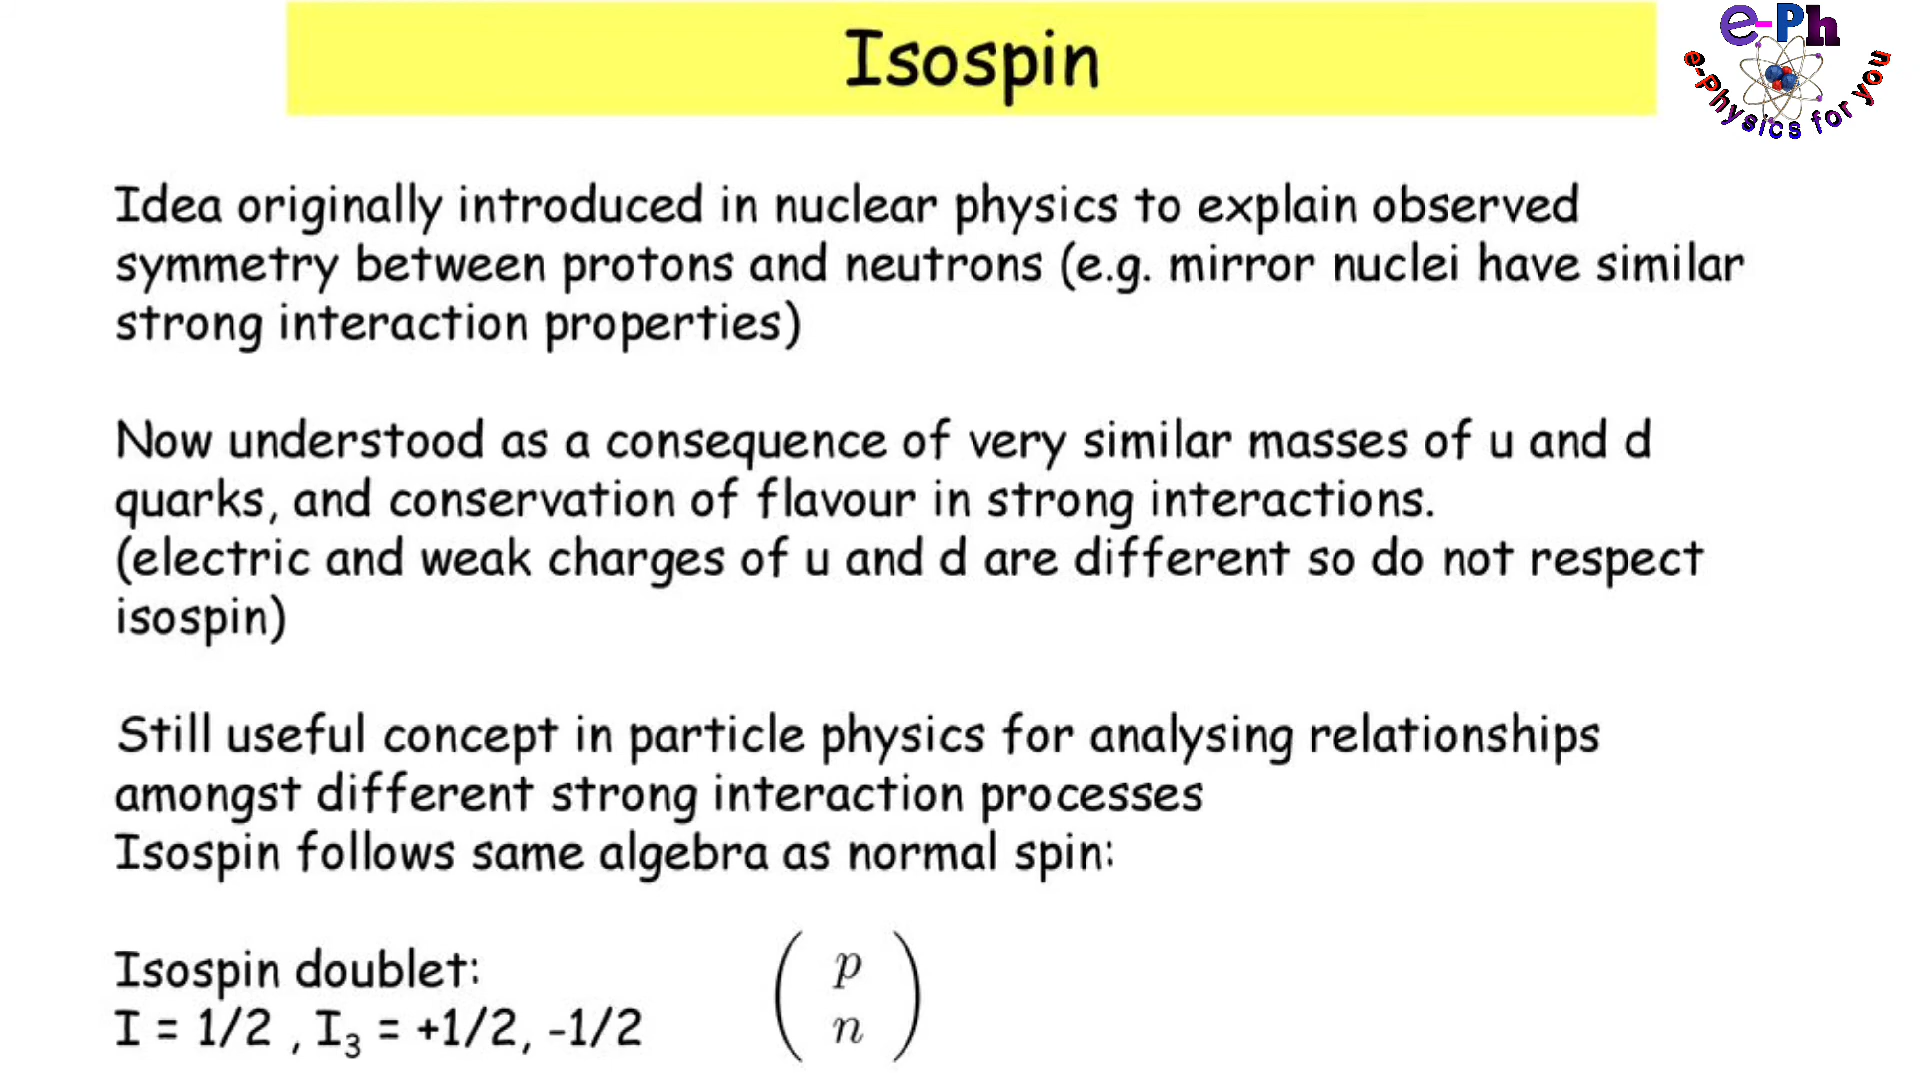 Isospin
e-Ph
e-Physics for you
Idea originally introduced in nuclear physics to explain observed
symmetry between protons and neutrons (e.g. mirror nuclei have similar
strong interaction properties)
Now understood as a consequence of very similar masses of u and d
quarks, and conservation of flavour in strong interactions.
(electric and weak charges of u and d are different so do not respect
isospin)
Still useful concept in particle physics for analysing relationships
amongst different strong interaction processes
Isospin follows same algebra as normal spin:
Isospin doublet:
I = 1/2 , I₃ = +1/2, -1/2
p
n